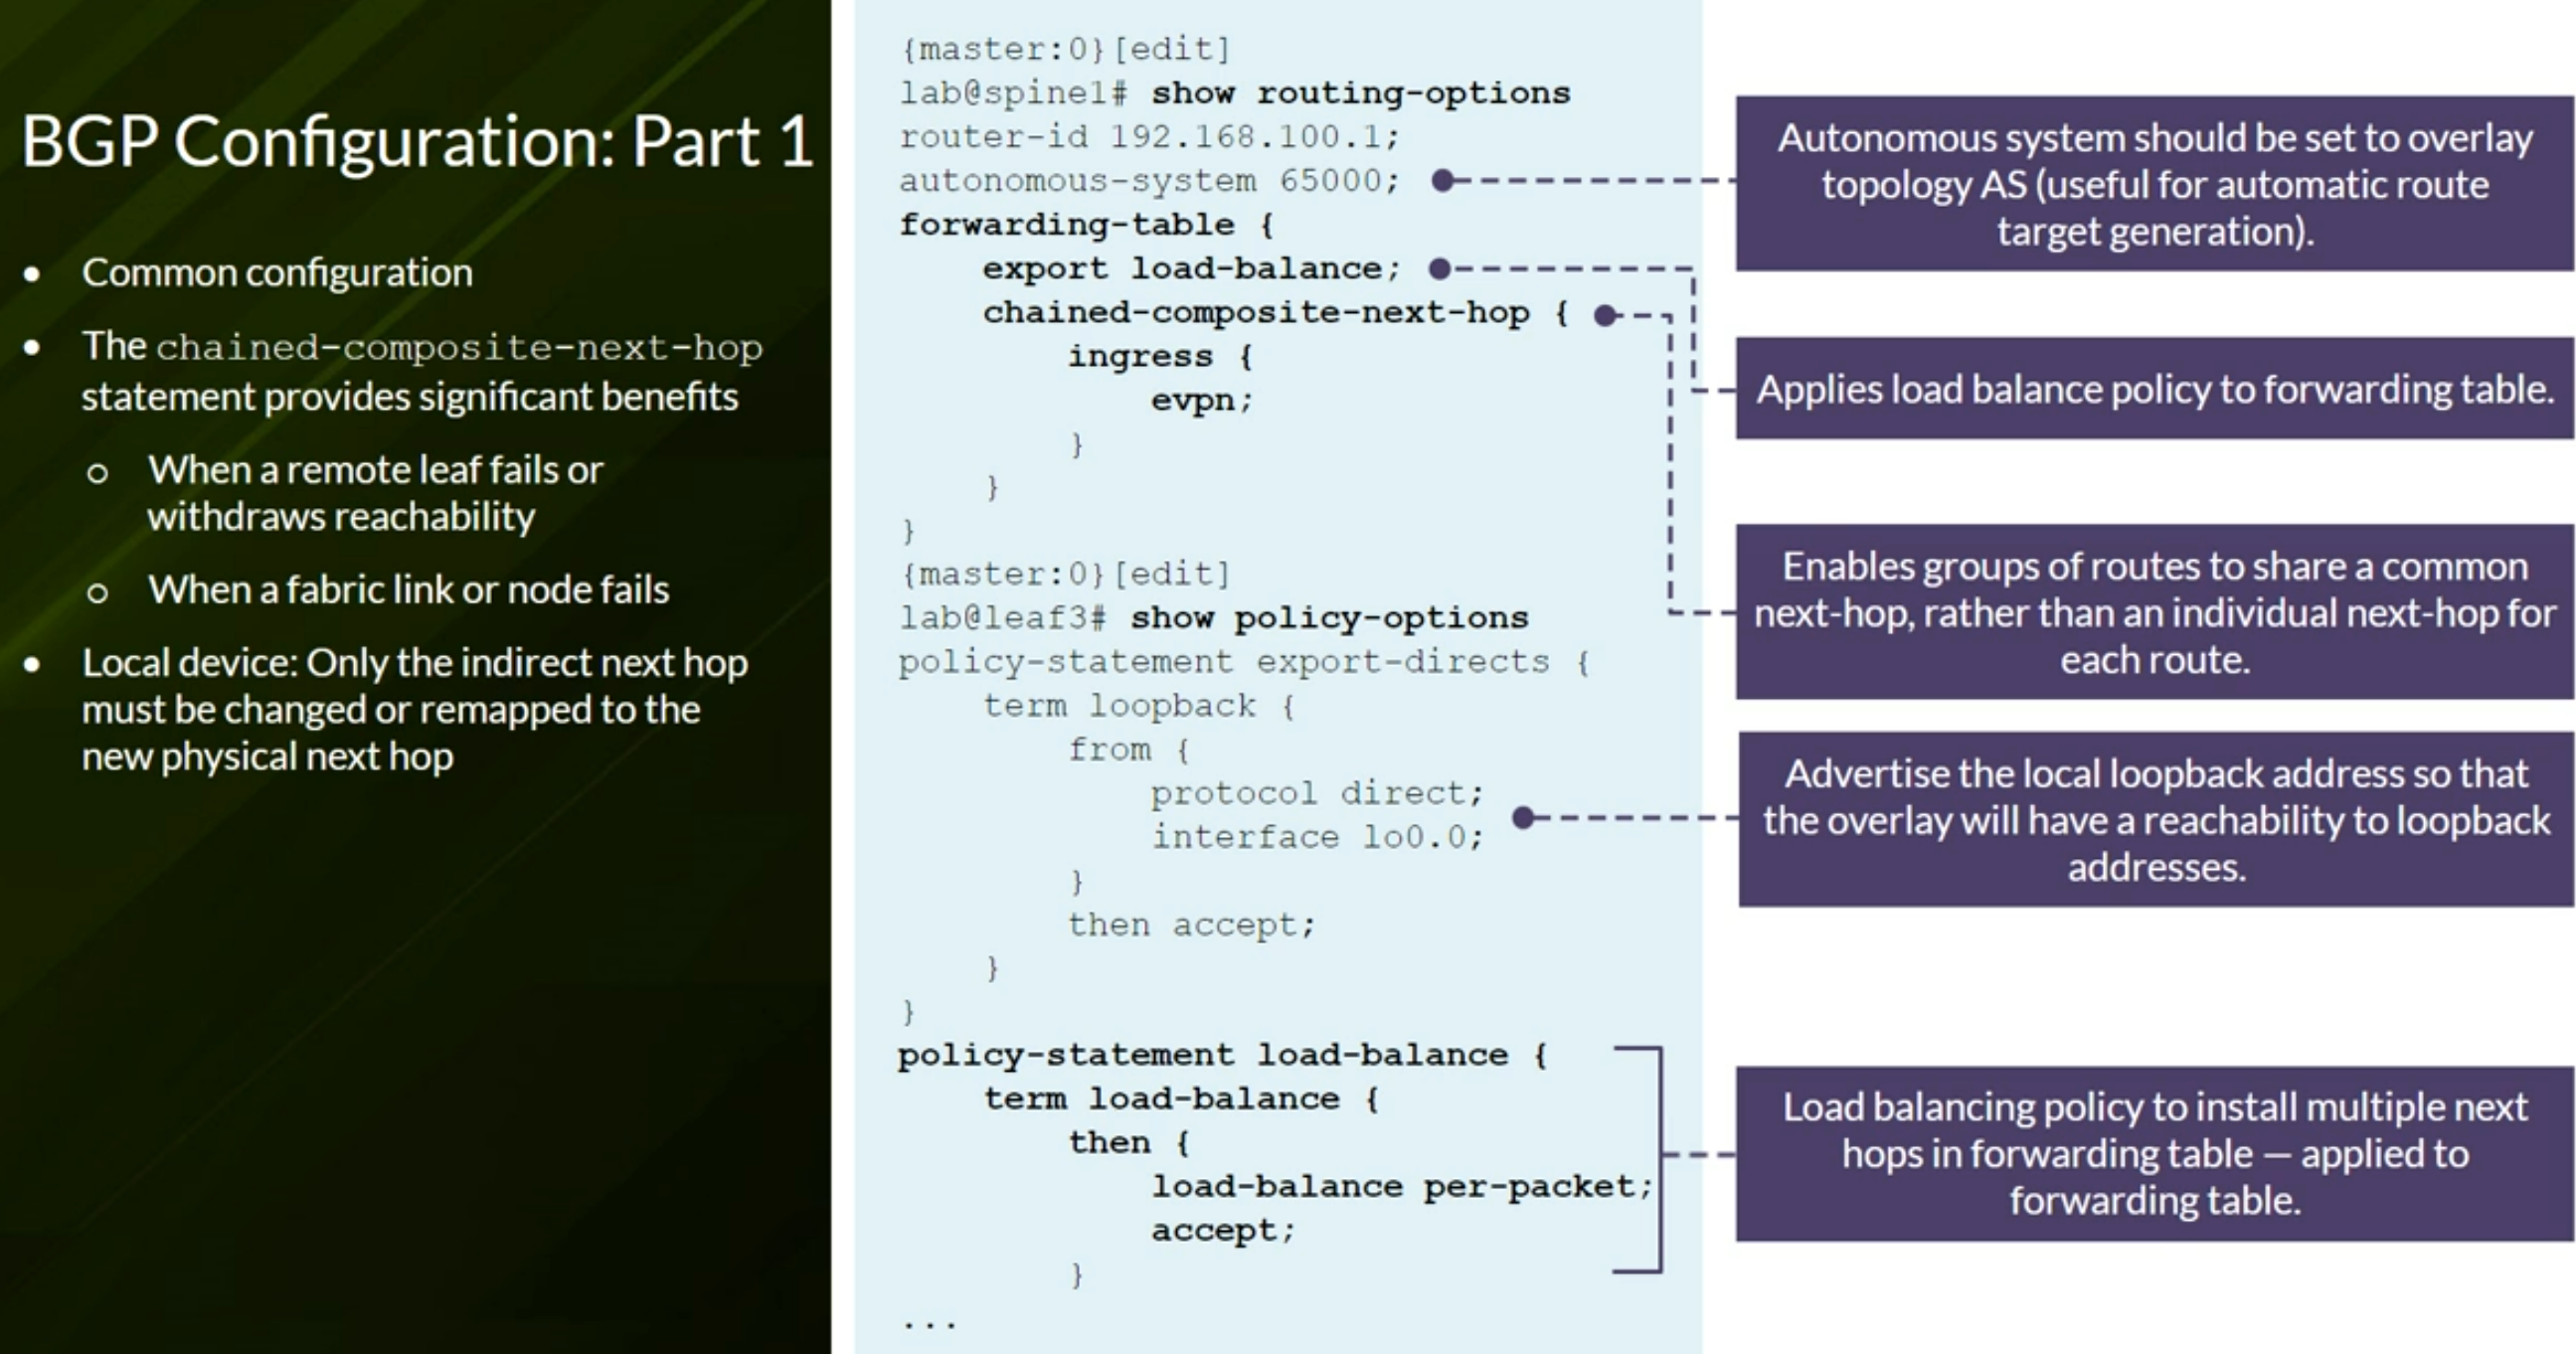 BGP Configuration: Part 1
• Common configuration
• The chained-composite-next-hop
statement provides significant benefits
o When a remote leaf fails or
withdraws reachability
o When a fabric link or node fails
• Local device: Only the indirect next hop
must be changed or remapped to the
new physical next hop
{master:0}[edit]
lab@spine1# show routing-options
router-id 192.168.100.1;
autonomous-system 65000;
forwarding-table {
    export load-balance;
    chained-composite-next-hop {
        ingress {
            evpn;
        }
    }
}
{master:0}[edit]
lab@leaf3# show policy-options
policy-statement export-directs {
    term loopback {
        from {
            protocol direct;
            interface lo0.0;
        }
        then accept;
    }
}
policy-statement load-balance {
    term load-balance {
        then {
            load-balance per-packet;
            accept;
        }
...
Autonomous system should be set to overlay
topology AS (useful for automatic route
target generation).
Applies load balance policy to forwarding table.
Enables groups of routes to share a common
next-hop, rather than an individual next-hop for
each route.
Advertise the local loopback address so that
the overlay will have a reachability to loopback
addresses.
Load balancing policy to install multiple next
hops in forwarding table — applied to
forwarding table.